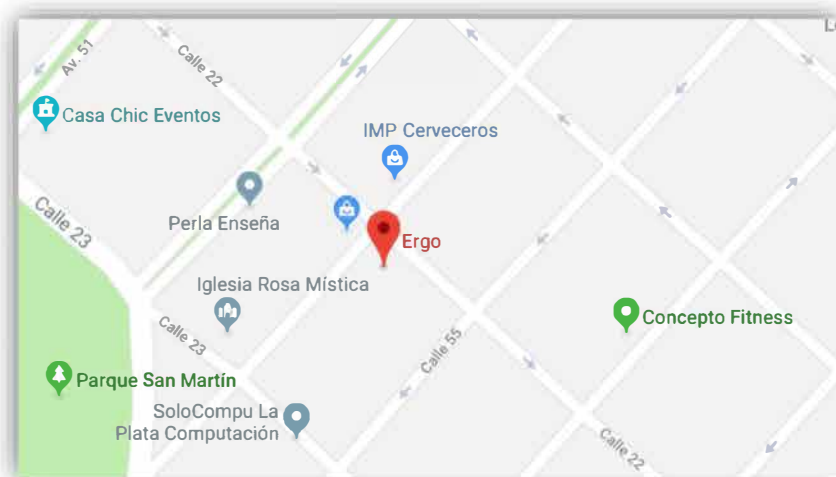 Av. 51
Calle 22
Casa Chic Eventos
IMP Cerveceros
Calle 23
Perla Enseña
Ergo
Iglesia Rosa Mística
Concepto Fitness
Calle 23
Calle 55
Parque San Martín
SoloCompu La
Plata Computación
Calle 22